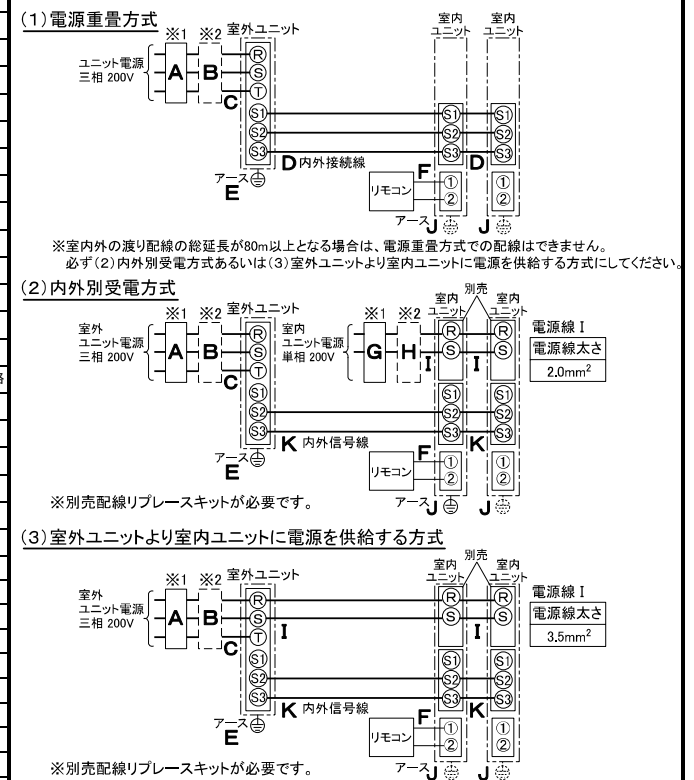 (1)電源重畳方式
※1 ※2 室外ユニット
室内
ユニット
室内
ユニット
ユニット電源
三相 200V
A B C
R
S
T
S1
S2
S3
S1
S2
S3
S1
S2
S3
D 内外接続線
F
D
アース
E
リモコン
①
②
①
②
アース J
J
※室内外の渡り配線の総延長が80m以上となる場合は、電源重畳方式での配線はできません。
必ず(2)内外別受電方式あるいは(3)室外ユニットより室内ユニットに電源を供給する方式にしてください。
(2)内外別受電方式
※1 ※2 室外ユニット
※1 ※2
室内
ユニット
別売
室内
ユニット
室外
ユニット電源
三相 200V
A B C
R
S
T
S1
S2
S3
室内
ユニット電源
単相 200V
G H I
R
S
S1
S2
S3
I
R
S
S1
S2
S3
電源線 I
電源線太さ
2.0mm²
K 内外信号線
F
K
アース
E
リモコン
①
②
①
②
アース J
J
※別売配線リプレースキットが必要です。
(3)室外ユニットより室内ユニットに電源を供給する方式
※1 ※2 室外ユニット
室内
ユニット
別売
室内
ユニット
室外
ユニット電源
三相 200V
A B C
R
S
T
S1
S2
S3
I
R
S
S1
S2
S3
I
R
S
S1
S2
S3
電源線 I
電源線太さ
3.5mm²
K 内外信号線
F
K
アース
E
リモコン
①
②
①
②
アース J
J
※別売配線リプレースキットが必要です。